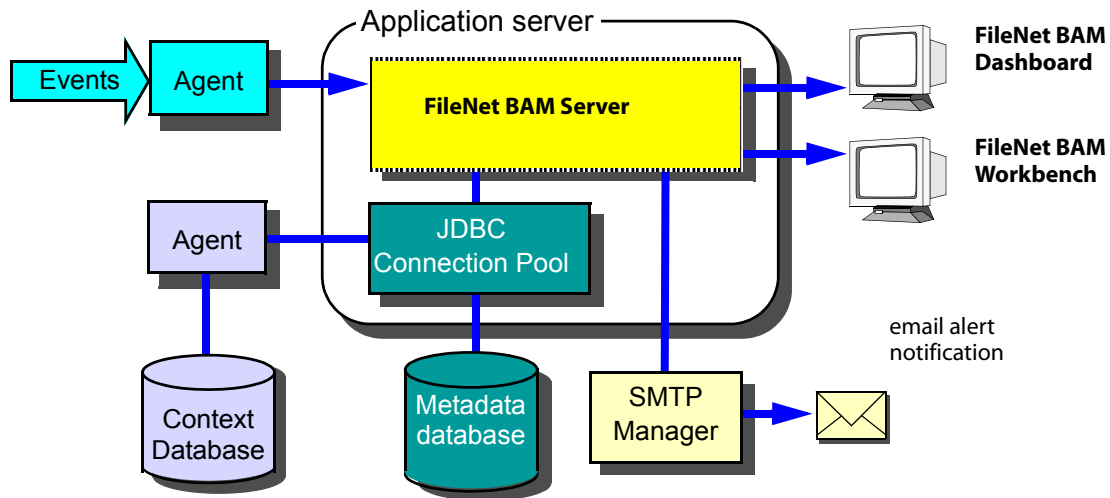 Application server
Events
Agent
FileNet BAM Server
FileNet BAM
Dashboard
FileNet BAM
Workbench
Agent
JDBC
Connection Pool
email alert
notification
Context
Database
Metadata
database
SMTP
Manager